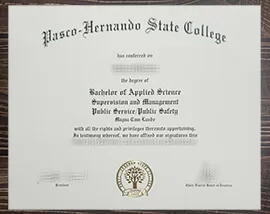 Pasco-Hernando State College
has conferred on
the degree of
Bachelor of Applied Science
Supervision and Management
Public Service/Public Safety
Magna Cum Laude
with all the rights and privileges thereunto appertaining.
In testimony whereof, we have affixed our signatures this
President